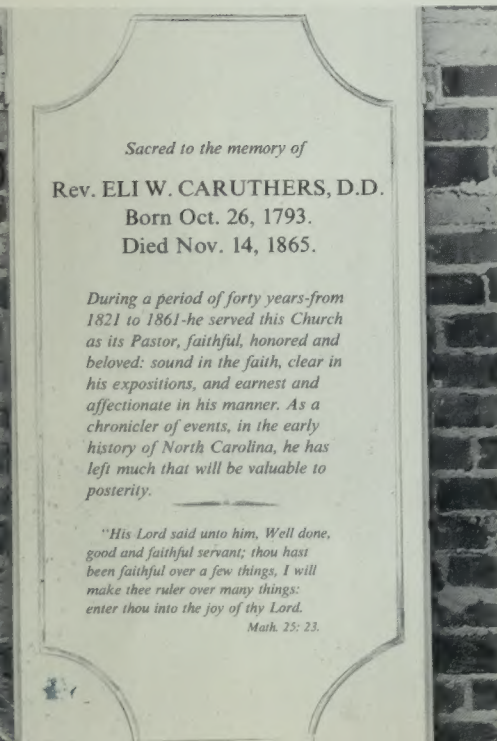 Sacred to the memory of
Rev. ELI W. CARUTHERS, D.D.
Born Oct. 26, 1793.
Died Nov. 14, 1865.
During a period of forty years-from
1821 to 1861-he served this Church
as its Pastor, faithful, honored and
beloved: sound in the faith, clear in
his expositions, and earnest and
affectionate in his manner. As a
chronicler of events, in the early
history of North Carolina, he has
left much that will be valuable to
posterity.
"His Lord said unto him, Well done,
good and faithful servant; thou hast
been faithful over a few things, I will
make thee ruler over many things:
enter thou into the joy of thy Lord.
Math. 25: 23.